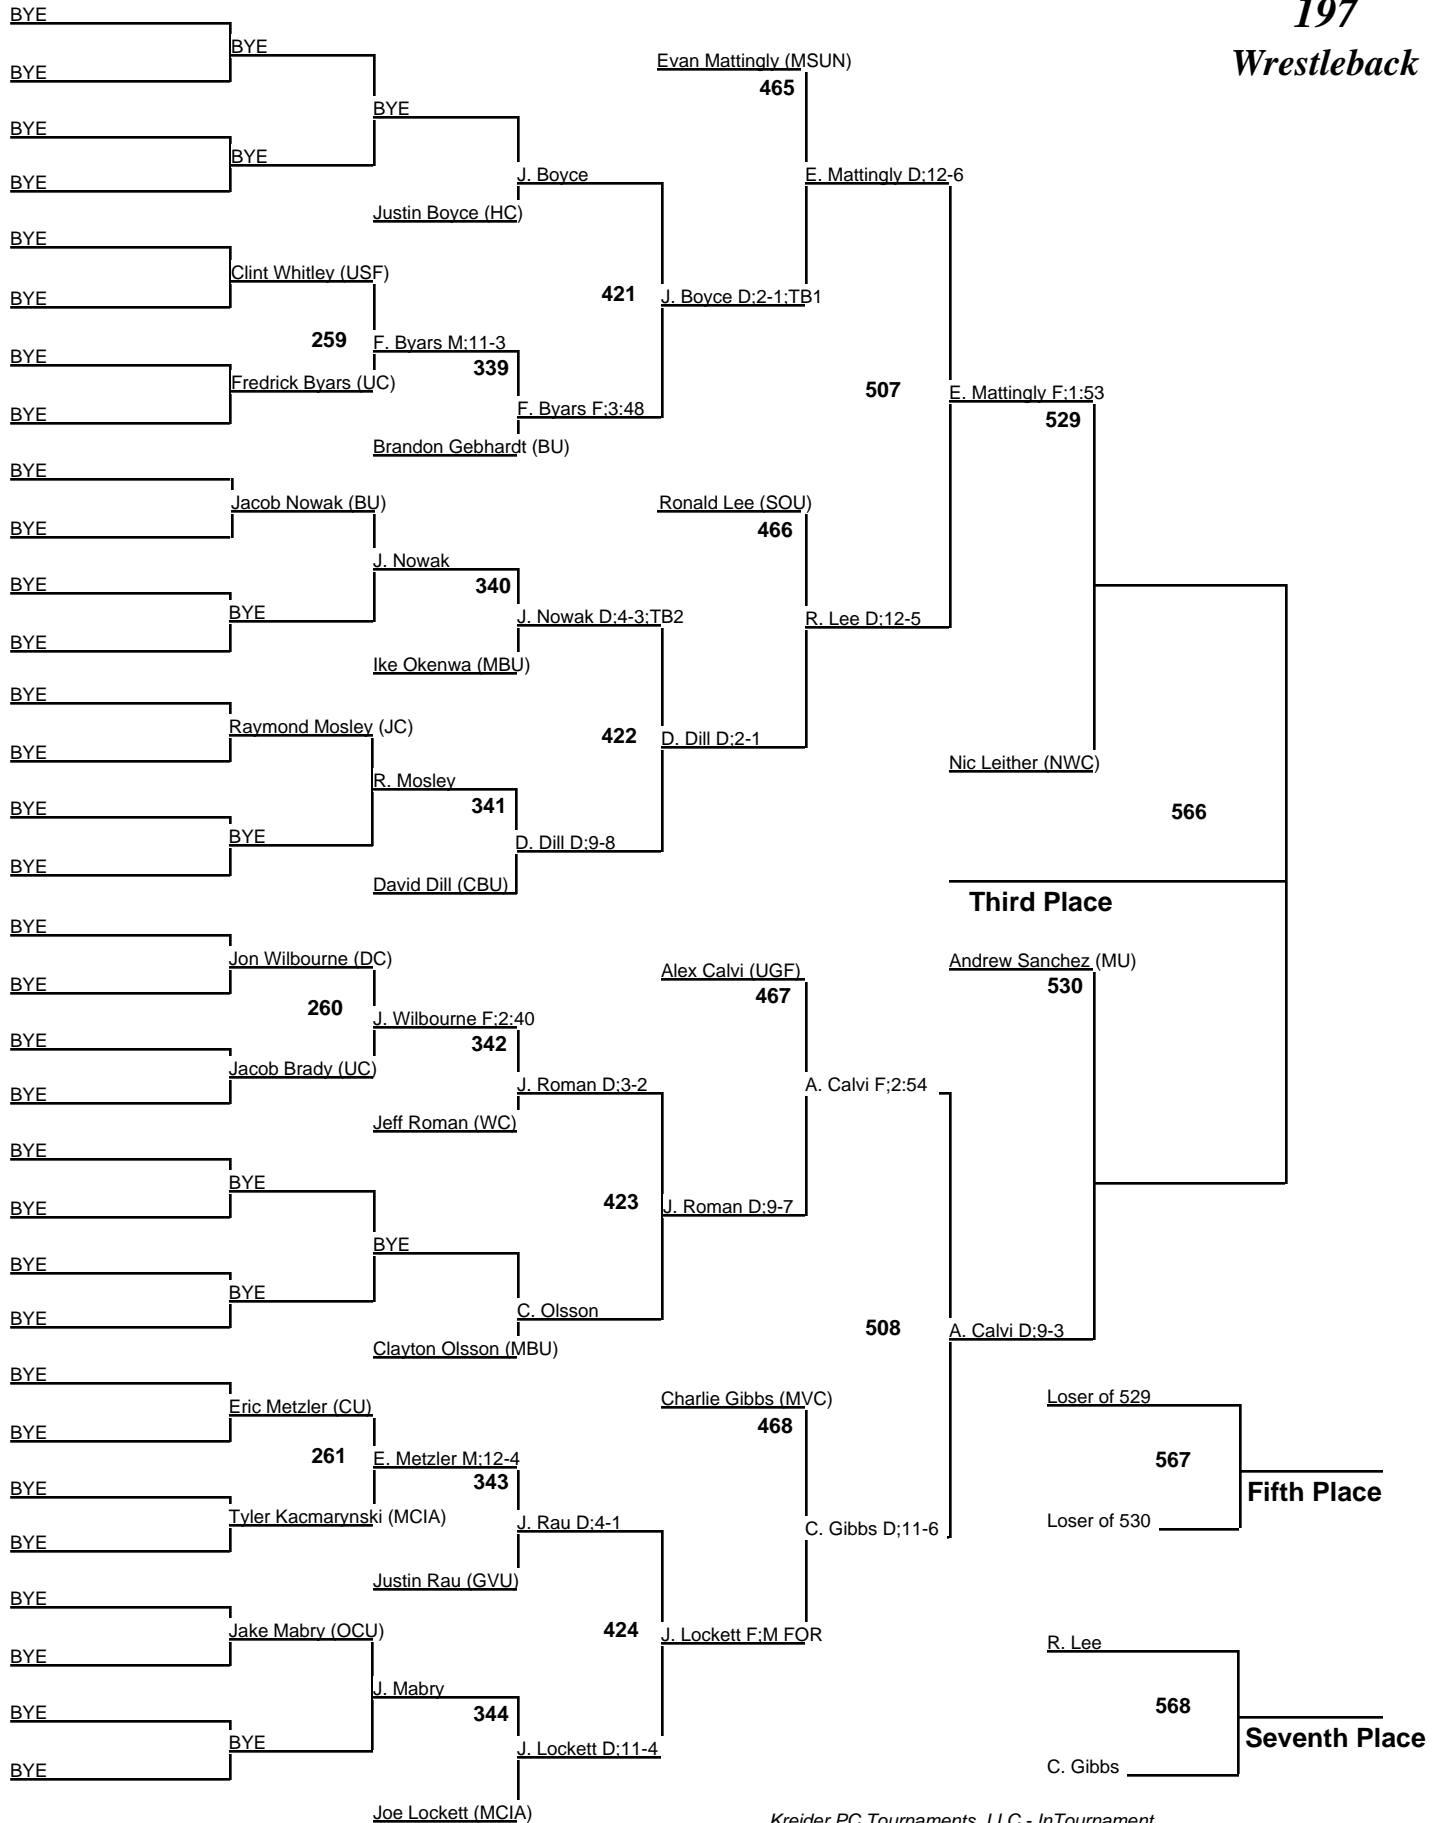 197
Wrestleback
BYE
BYE
BYE
BYE
BYE
BYE
BYE
Justin Boyce (HC)
J. Boyce
BYE
BYE
Clint Whitley (USF)
259
BYE
BYE
Fredrick Byars (UC)
F. Byars M;11-3
339
Brandon Gebhardt (BU)
F. Byars F;3:48
421
J. Boyce D;2-1;TB1
Evan Mattingly (MSUN)
465
E. Mattingly D;12-6
BYE
BYE
Jacob Nowak (BU)
BYE
BYE
BYE
J. Nowak
340
Ike Okenwa (MBU)
J. Nowak D;4-3;TB2
BYE
BYE
Raymond Mosley (JC)
BYE
BYE
BYE
R. Mosley
341
David Dill (CBU)
D. Dill D;9-8
422
D. Dill D;2-1
Ronald Lee (SOU)
466
R. Lee D;12-5
507
E. Mattingly F;1:53
529
Nic Leither (NWC)
566
Third Place
BYE
BYE
Jon Wilbourne (DC)
260
BYE
BYE
Jacob Brady (UC)
J. Wilbourne F;2:40
342
Jeff Roman (WC)
J. Roman D;3-2
BYE
BYE
BYE
BYE
BYE
BYE
BYE
Clayton Olsson (MBU)
C. Olsson
423
J. Roman D;9-7
Alex Calvi (UGF)
467
A. Calvi F;2:54
Andrew Sanchez (MU)
530
508
A. Calvi D;9-3
BYE
BYE
Eric Metzler (CU)
261
BYE
BYE
Tyler Kacmarynski (MCIA)
E. Metzler M;12-4
343
Justin Rau (GVU)
J. Rau D;4-1
BYE
BYE
Jake Mabry (OCU)
BYE
BYE
BYE
J. Mabry
344
Joe Lockett (MCIA)
J. Lockett D;11-4
424
J. Lockett F;M FOR
Charlie Gibbs (MVC)
468
C. Gibbs D;11-6
Loser of 529
567
Fifth Place
Loser of 530
R. Lee
568
Seventh Place
C. Gibbs
Kreider PC Tournaments, LLC - InTournament